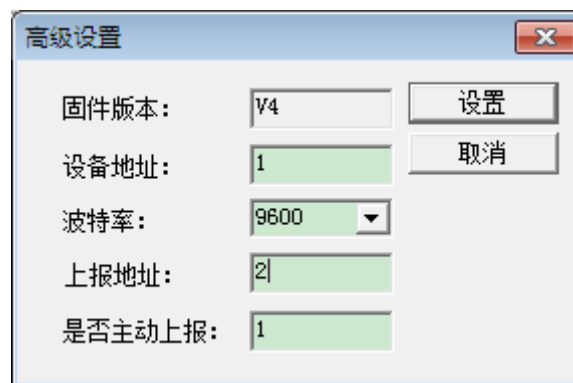 高级设置
固件版本： V4 设置
设备地址： 1 取消
波特率： 9600
上报地址： 2
是否主动上报： 1